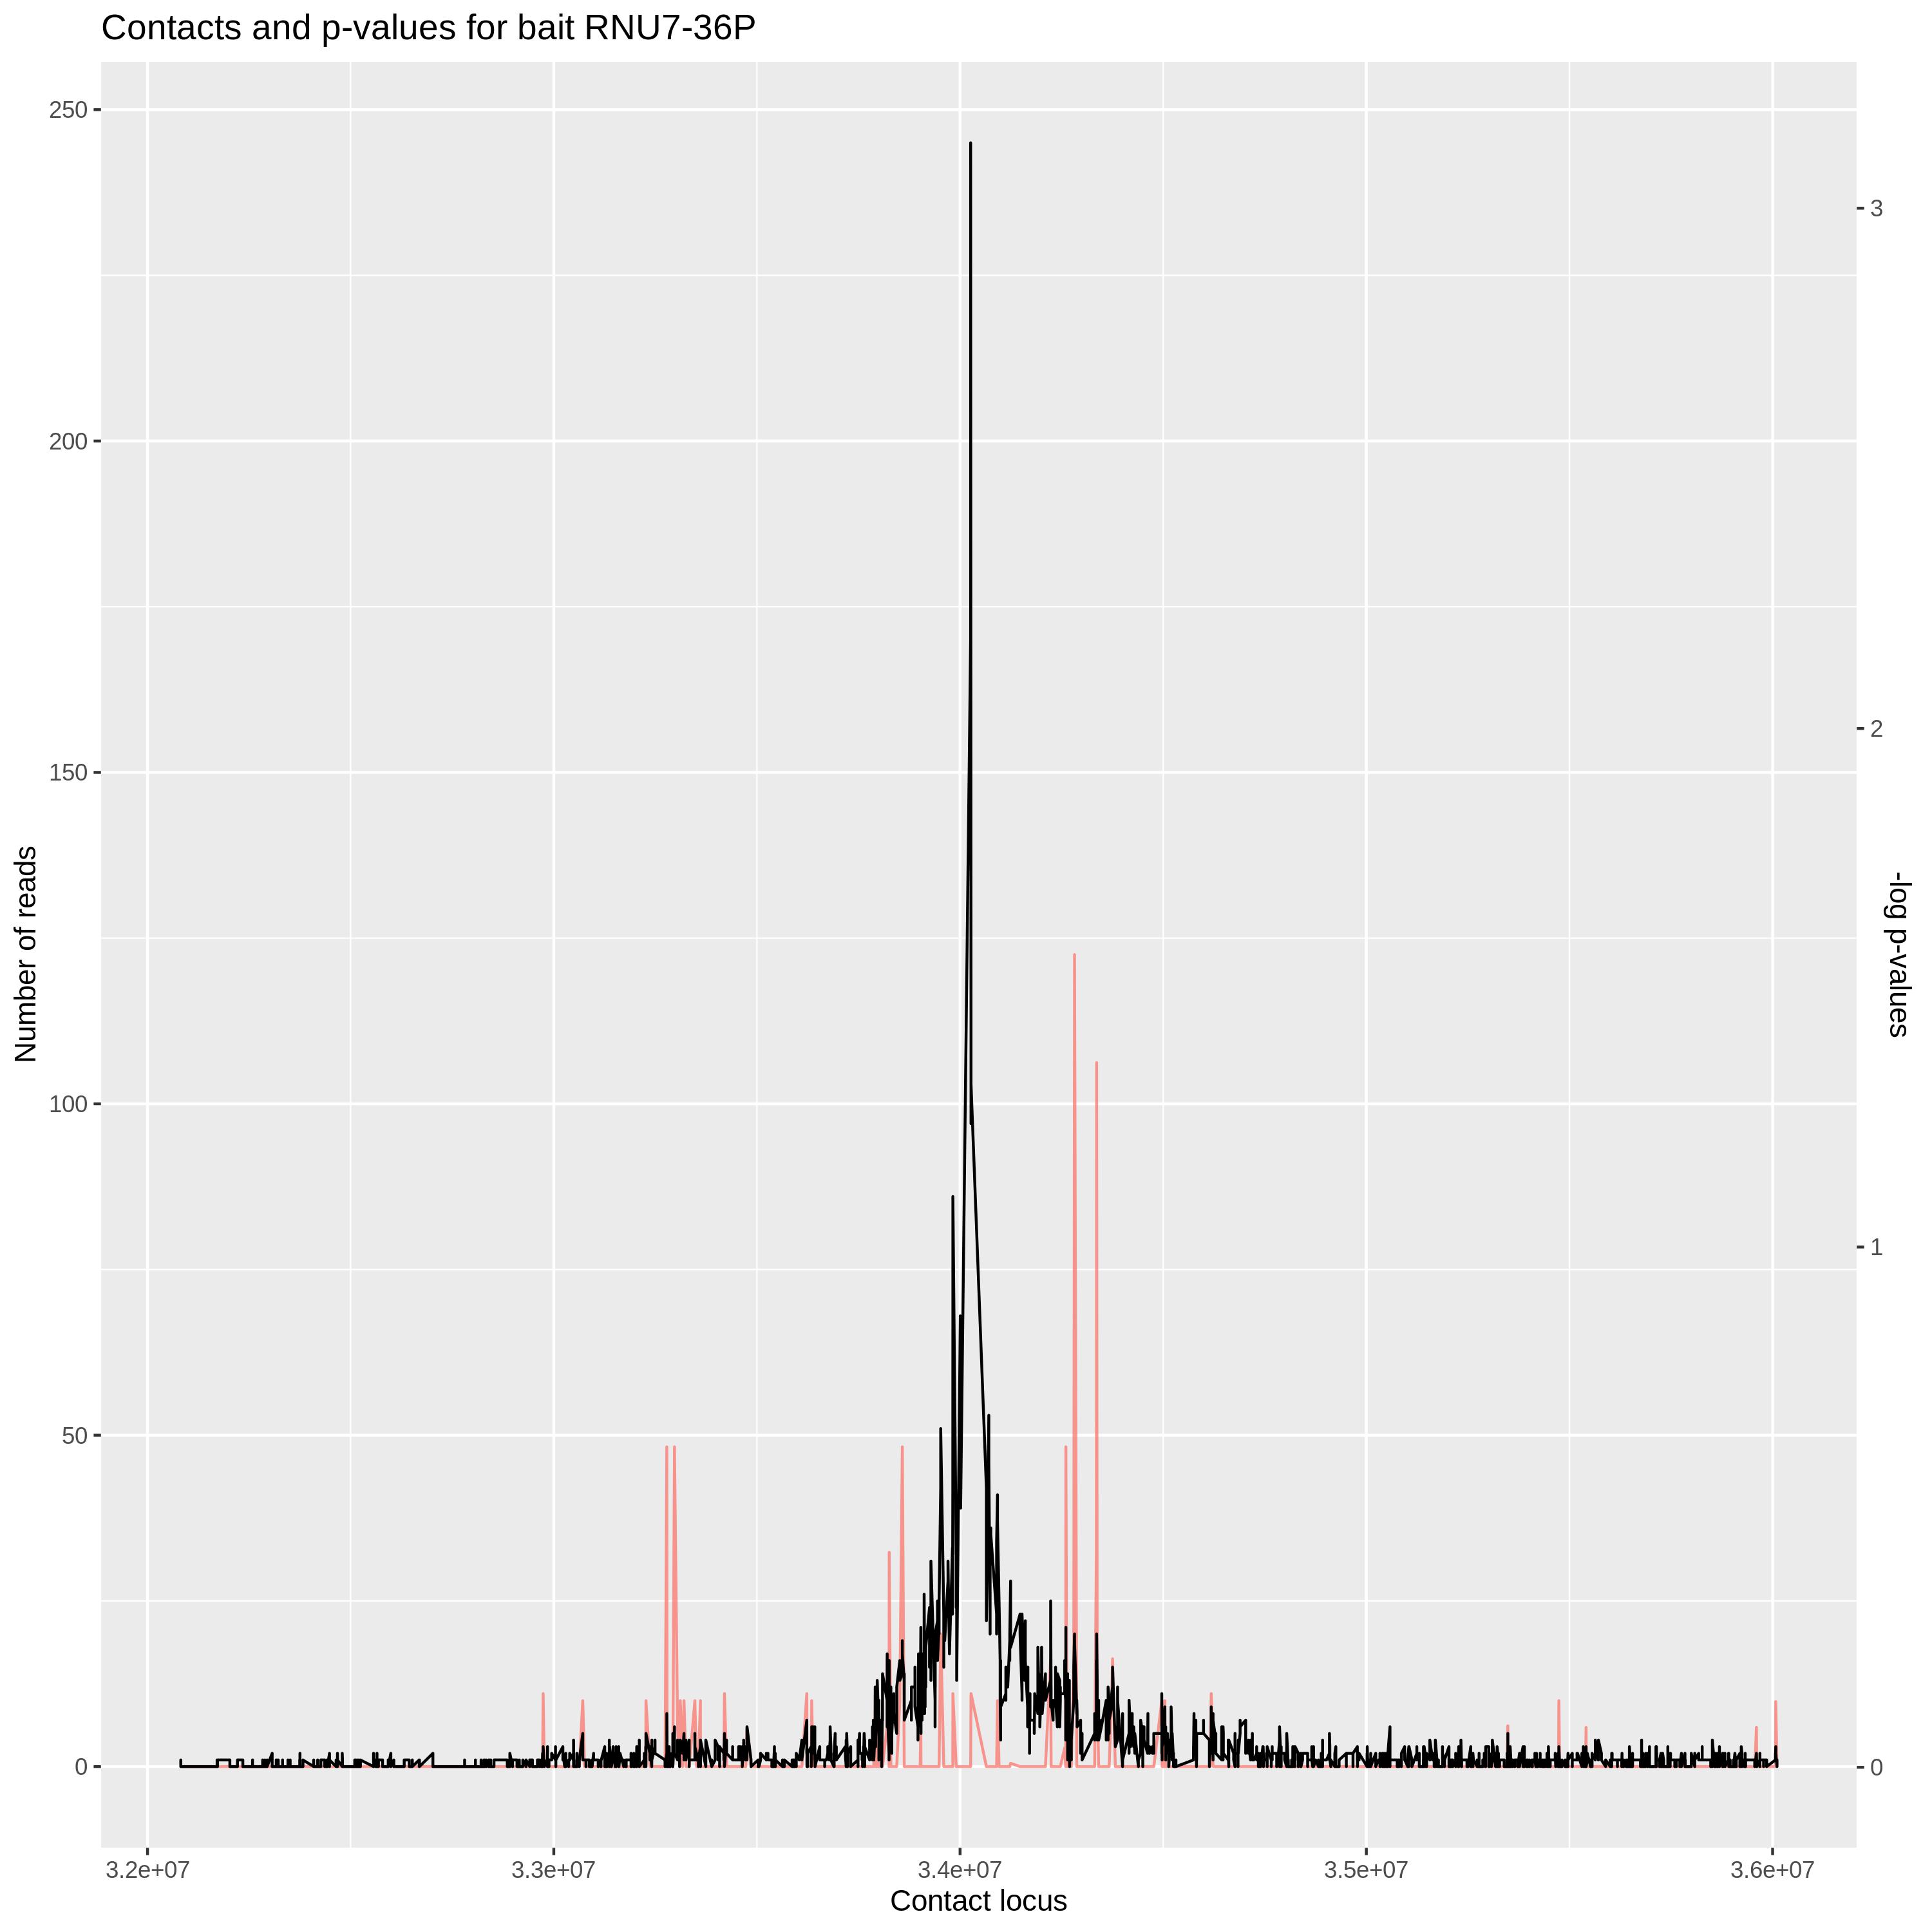 Contacts and p-values for bait RNU7-36P
250
200
150
100
50
0
3
2
1
0
Number of reads
-log p-values
3.2e+07
3.3e+07
3.4e+07
3.5e+07
3.6e+07
Contact locus